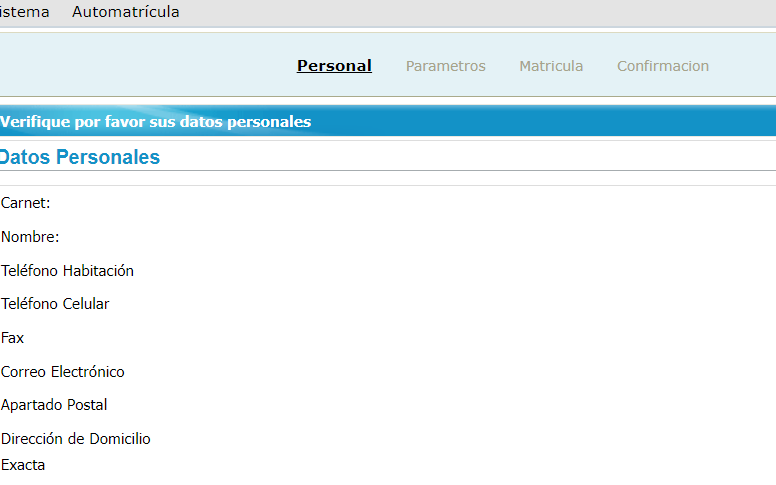 istema Automatrícula
Personal Parametros Matricula Confirmacion
Verifique por favor sus datos personales
Datos Personales
Carnet:
Nombre:
Teléfono Habitación
Teléfono Celular
Fax
Correo Electrónico
Apartado Postal
Dirección de Domicilio
Exacta